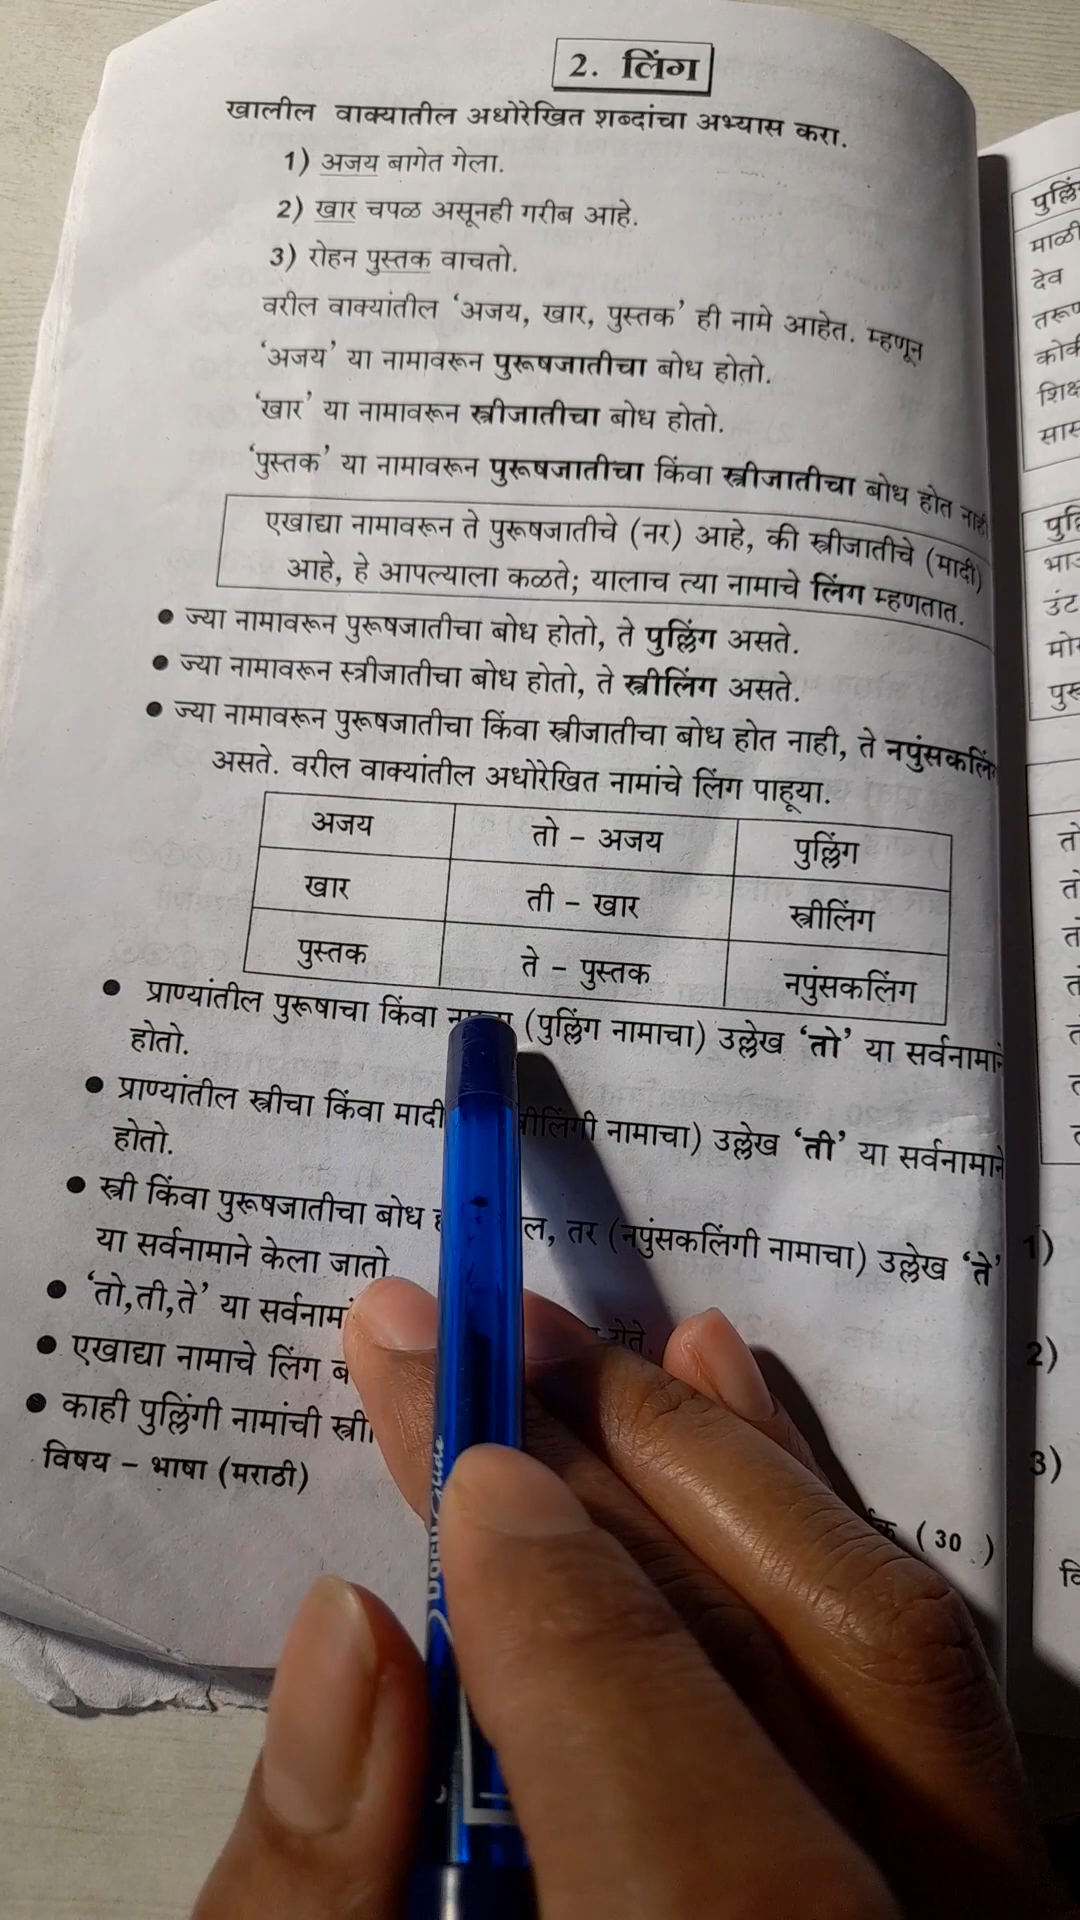 2. लिंग
खालील वाक्यातील अधोरेखित शब्दांचा अभ्यास करा.
1) अजय बागेत गेला.
2) खार चपळ असूनही गरीब आहे.
3) रोहन पुस्तक वाचतो.
वरील वाक्यांतील ‘अजय, खार, पुस्तक’ ही नामे आहेत. म्हणून
‘अजय’ या नामावरून पुरूषजातीचा बोध होतो.
‘खार’ या नामावरून स्त्रीजातीचा बोध होतो.
‘पुस्तक’ या नामावरून पुरूषजातीचा किंवा स्त्रीजातीचा बोध होत नाही
एखाद्या नामावरून ते पुरूषजातीचे (नर) आहे, की स्त्रीजातीचे (मादी)
आहे, हे आपल्याला कळते; यालाच त्या नामाचे लिंग म्हणतात.
● ज्या नामावरून पुरूषजातीचा बोध होतो, ते पुल्लिंग असते.
● ज्या नामावरून स्त्रीजातीचा बोध होतो, ते स्त्रीलिंग असते.
● ज्या नामावरून पुरूषजातीचा किंवा स्त्रीजातीचा बोध होत नाही, ते नपुंसकलिंग
असते. वरील वाक्यांतील अधोरेखित नामांचे लिंग पाहूया.
अजय तो - अजय पुल्लिंग
खार ती - खार स्त्रीलिंग
पुस्तक ते - पुस्तक नपुंसकलिंग
● प्राण्यांतील पुरूषाचा किंवा (पुल्लिंग नामाचा) उल्लेख ‘तो’ या सर्वनामाने
होतो.
● प्राण्यांतील स्त्रीचा किंवा मादी नामाचा) उल्लेख ‘ती’ या सर्वनामाने
होतो.
● स्त्री किंवा पुरूषजातीचा बोध तर (नपुंसकलिंगी नामाचा) उल्लेख ‘ते’
या सर्वनामाने केला जातो
● ‘तो,ती,ते’ या येते.
● एखाद्या नामाचे लिंग
● काही पुल्लिंगी नामांची
विषय - भाषा (मराठी)
(30 )
माळी
देव
उंट
1)
2)
3)